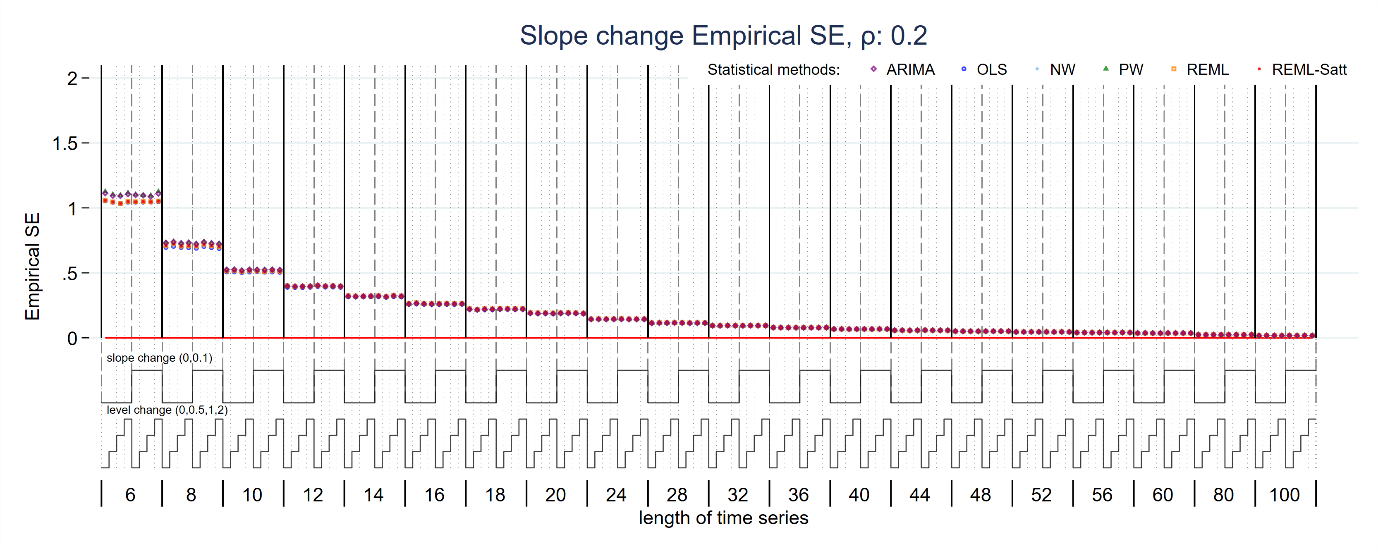 Slope change Empirical SE, ρ: 0.2
Statistical methods: ARIMA OLS NW PW REML REML-Satt
2
1.5
1
.5
0
Empirical SE
slope change (0,0.1)
level change (0,0.5,1,2)
6 8 10 12 14 16 18 20 24 28 32 36 40 44 48 52 56 60 80 100
length of time series